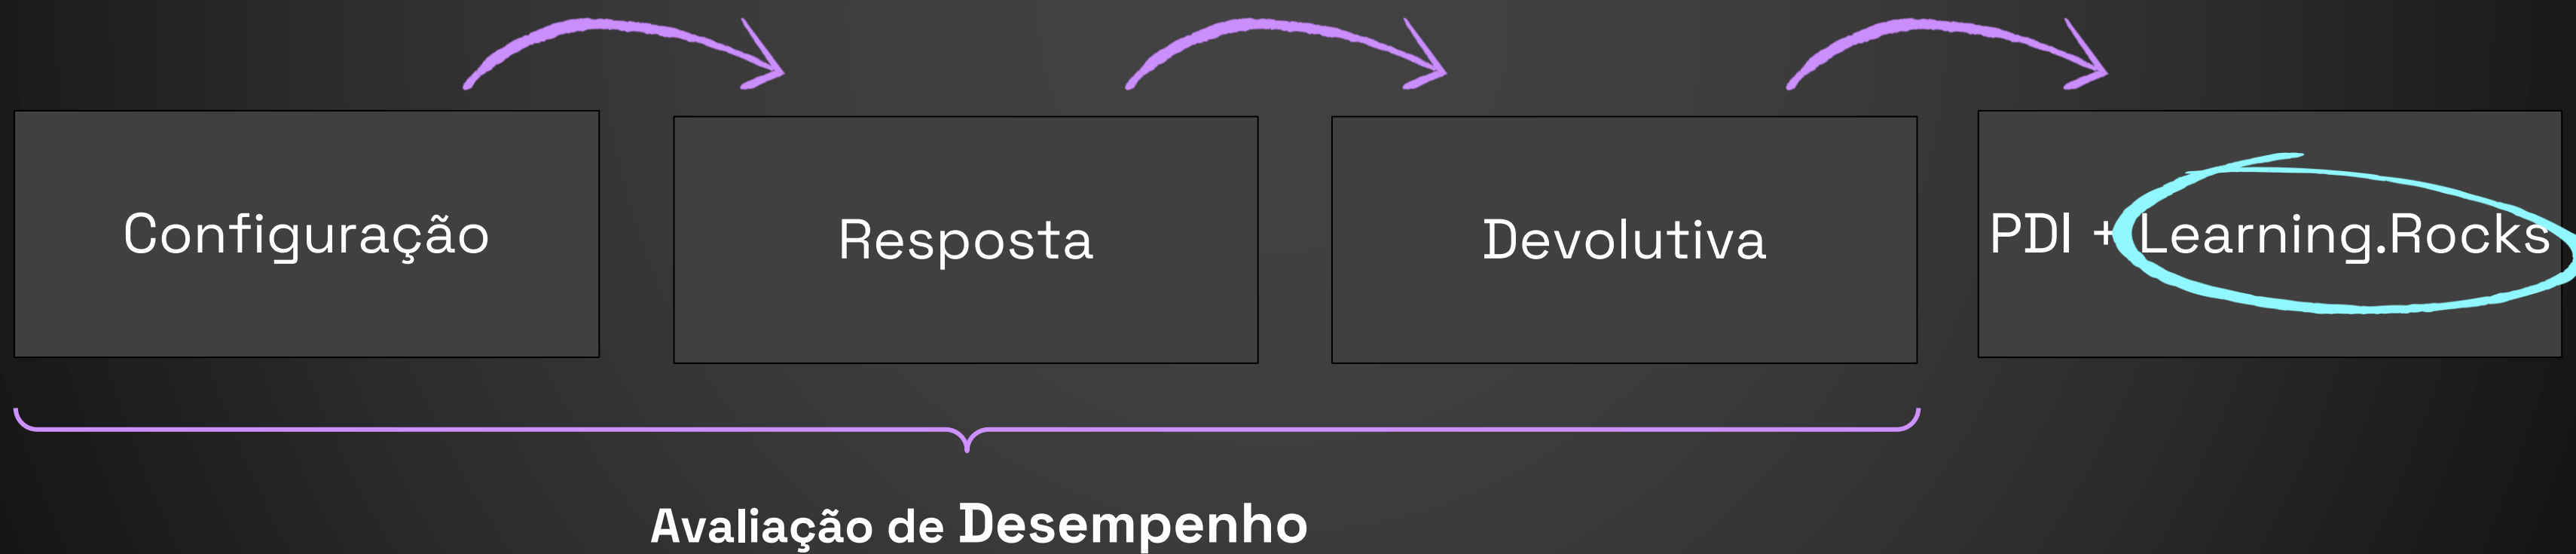 Configuração
Resposta
Devolutiva
PDI + Learning.Rocks
Avaliação de Desempenho